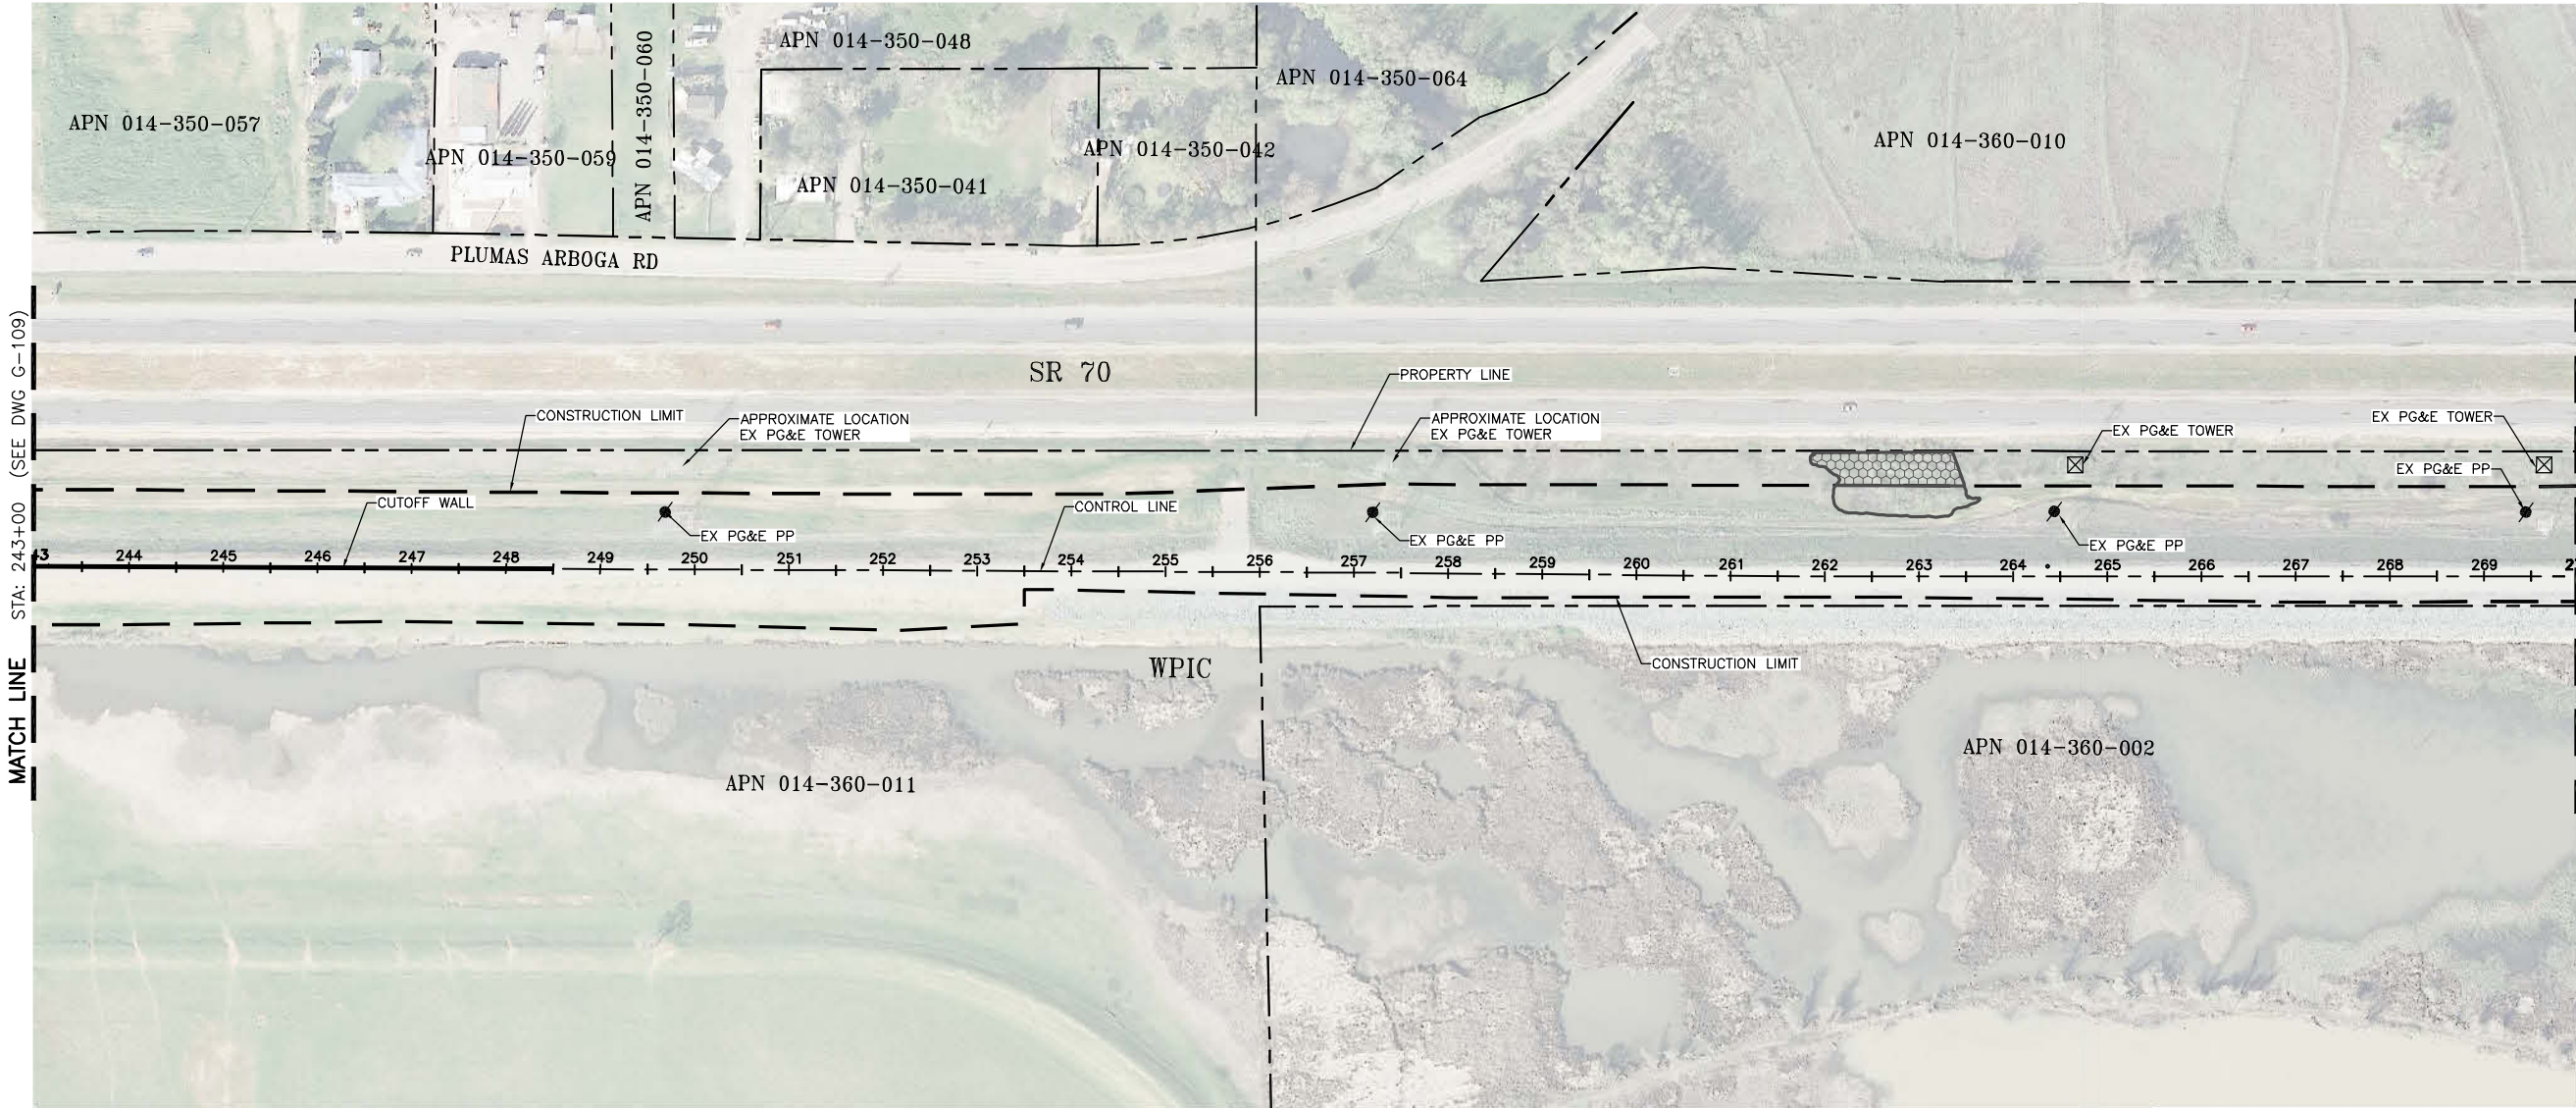 APN 014-350-048
APN 014-350-060
APN 014-350-064
APN 014-350-057
APN 014-350-059
APN 014-350-042
APN 014-360-010
APN 014-350-041
PLUMAS ARBOGA RD
SR 70
PROPERTY LINE
CONSTRUCTION LIMIT
APPROXIMATE LOCATION
EX PG&E TOWER
APPROXIMATE LOCATION
EX PG&E TOWER
EX PG&E TOWER
EX PG&E TOWER
EX PG&E PP
CUTOFF WALL
CONTROL LINE
EX PG&E PP
EX PG&E PP
EX PG&E PP
43 244 245 246 247 248 249 250 251 252 253 254 255 256 257 258 259 260 261 262 263 264 265 266 267 268 269 2
CONSTRUCTION LIMIT
WPIC
APN 014-360-002
APN 014-360-011
MATCH LINE STA: 243+00 (SEE DWG G-109)